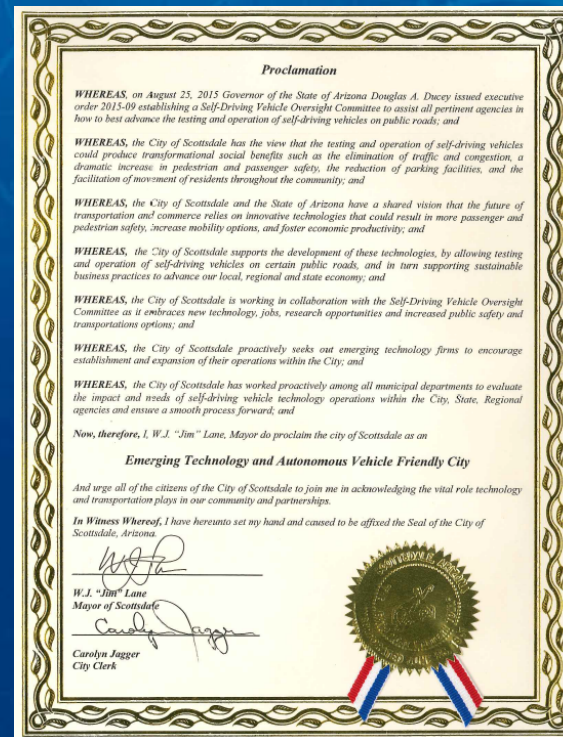 Proclamation
WHEREAS, on August 25, 2015 Governor of the State of Arizona Douglas A. Ducey issued executive
order 2015-09 establishing a Self-Driving Vehicle Oversight Committee to assist all pertinent agencies in
how to best advance the testing and operation of self-driving vehicles on public roads; and
WHEREAS, the City of Scottsdale has the view that the testing and operation of self-driving vehicles
could produce transformational social benefits such as the elimination of traffic and congestion, a
dramatic increase in pedestrian and passenger safety, the reduction of parking facilities, and the
facilitation of movement of residents throughout the community; and
WHEREAS, the City of Scottsdale and the State of Arizona have a shared vision that the future of
transportation and commerce relies on innovative technologies that could result in more passenger and
pedestrian safety, increase mobility options, and foster economic productivity; and
WHEREAS, the City of Scottsdale supports the development of these technologies, by allowing testing
and operation of self-driving vehicles on certain public roads, and in turn supporting sustainable
business practices to advance our local, regional and state economy; and
WHEREAS, the City of Scottsdale is working in collaboration with the Self-Driving Vehicle Oversight
Committee as it embraces new technology, jobs, research opportunities and increased public safety and
transportations options; and
WHEREAS, the City of Scottsdale proactively seeks out emerging technology firms to encourage
establishment and expansion of their operations within the City; and
WHEREAS, the City of Scottsdale has worked proactively among all municipal departments to evaluate
the impact and needs of self-driving vehicle technology operations within the City, State, Regional
agencies and ensure a smooth process forward; and
Now, therefore, I, W.J. “Jim” Lane, Mayor do proclaim the city of Scottsdale as an
Emerging Technology and Autonomous Vehicle Friendly City
And urge all of the citizens of the City of Scottsdale to join me in acknowledging the vital role technology
and transportation plays in our community and partnerships.
In Witness Whereof, I have hereunto set my hand and caused to be affixed the Seal of the City of
Scottsdale, Arizona.
W.J. “Jim” Lane
Mayor of Scottsdale
Carolyn Jagger
Carolyn Jagger
City Clerk